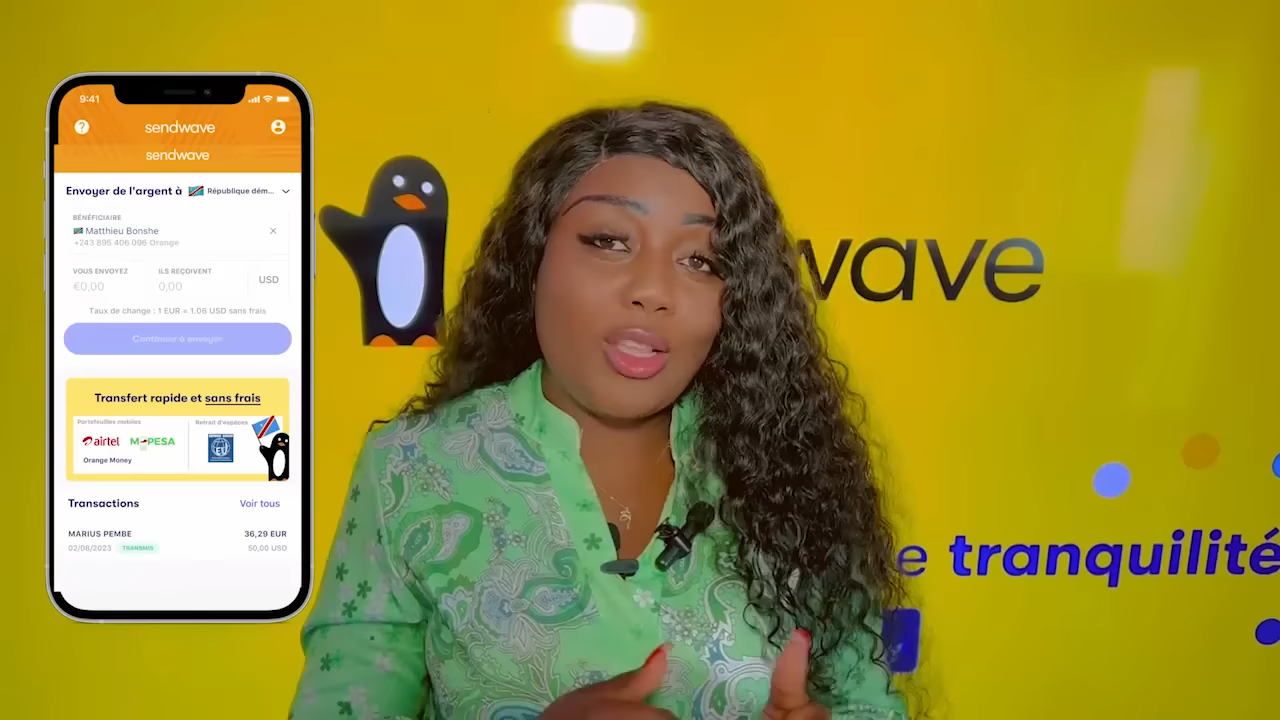 9:41
sendwave
sendwave
Envoyer de l'argent à République dém...
BÉNÉFICIAIRE
Matthieu Bonshe
+243 895 406 096 Orange
VOUS ENVOYEZ
ILS REÇOIVENT
€0,00
0,00
USD
Taux de change : 1 EUR = 1.06 USD sans frais
Continuer à envoyer
Transfert rapide et sans frais
Portefeuilles mobiles
Retrait d'espèces
airtel
M-PESA
Orange Money
Transactions
Voir tous
MARIUS PEMBE
36,29 EUR
02/08/2023
TRANSMIS
50,00 USD
wave
e tranquilité